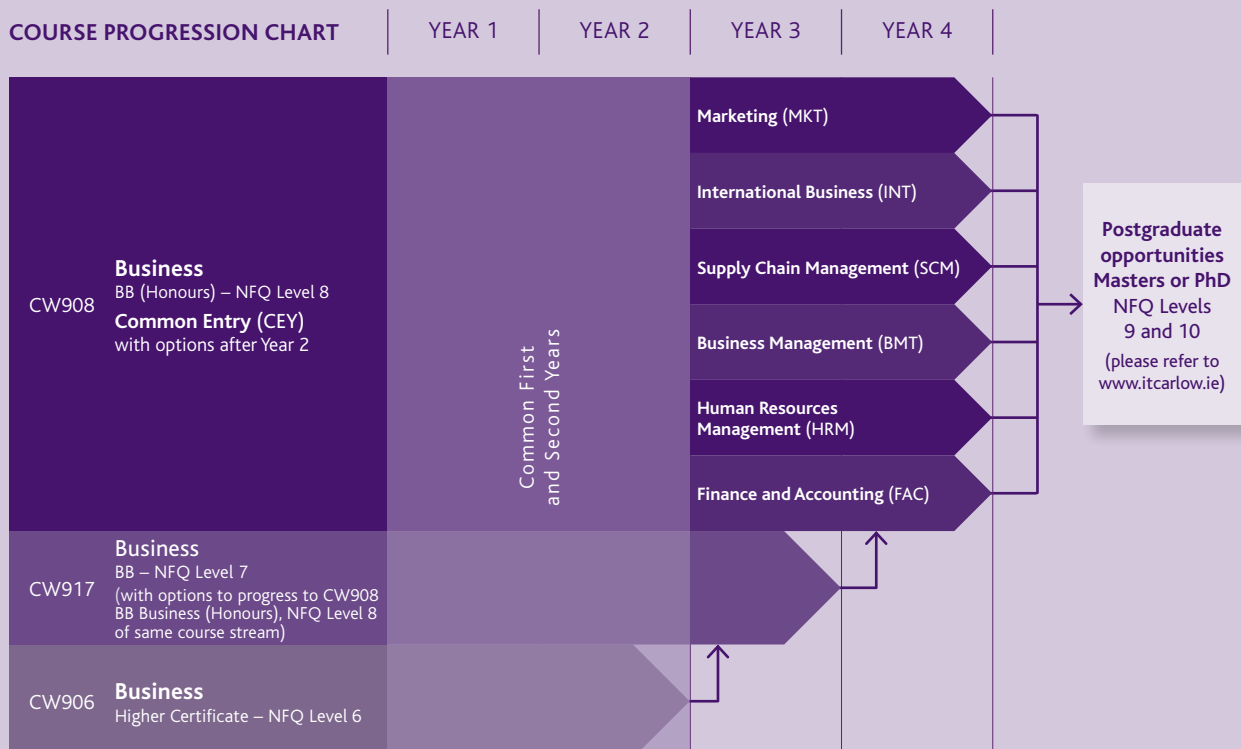 COURSE PROGRESSION CHART
YEAR 1
YEAR 2
YEAR 3
YEAR 4
CW908
Business
BB (Honours) – NFQ Level 8
Common Entry (CEY)
with options after Year 2
Common First
and Second Years
Marketing (MKT)
International Business (INT)
Supply Chain Management (SCM)
Business Management (BMT)
Human Resources
Management (HRM)
Finance and Accounting (FAC)
Postgraduate
opportunities
Masters or PhD
NFQ Levels
9 and 10
(please refer to
www.itcarlow.ie)
CW917
Business
BB – NFQ Level 7
(with options to progress to CW908
BB Business (Honours), NFQ Level 8
of same course stream)
CW906
Business
Higher Certificate – NFQ Level 6